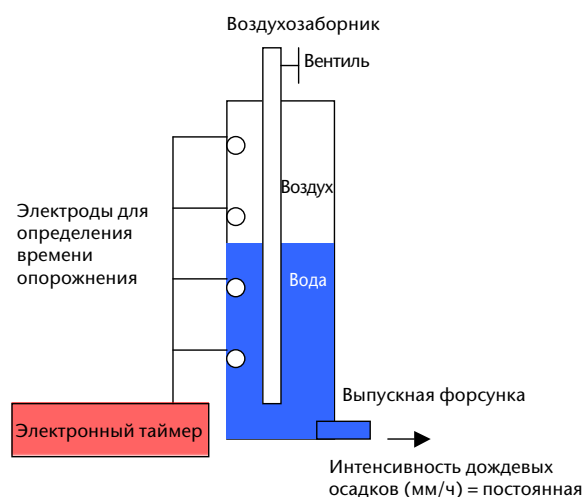 Воздухозаборник
Вентиль
Воздух
Электроды для
определения
времени
опорожнения
Вода
Выпускная форсунка
Электронный таймер
Интенсивность дождевых
осадков (мм/ч) = постоянная